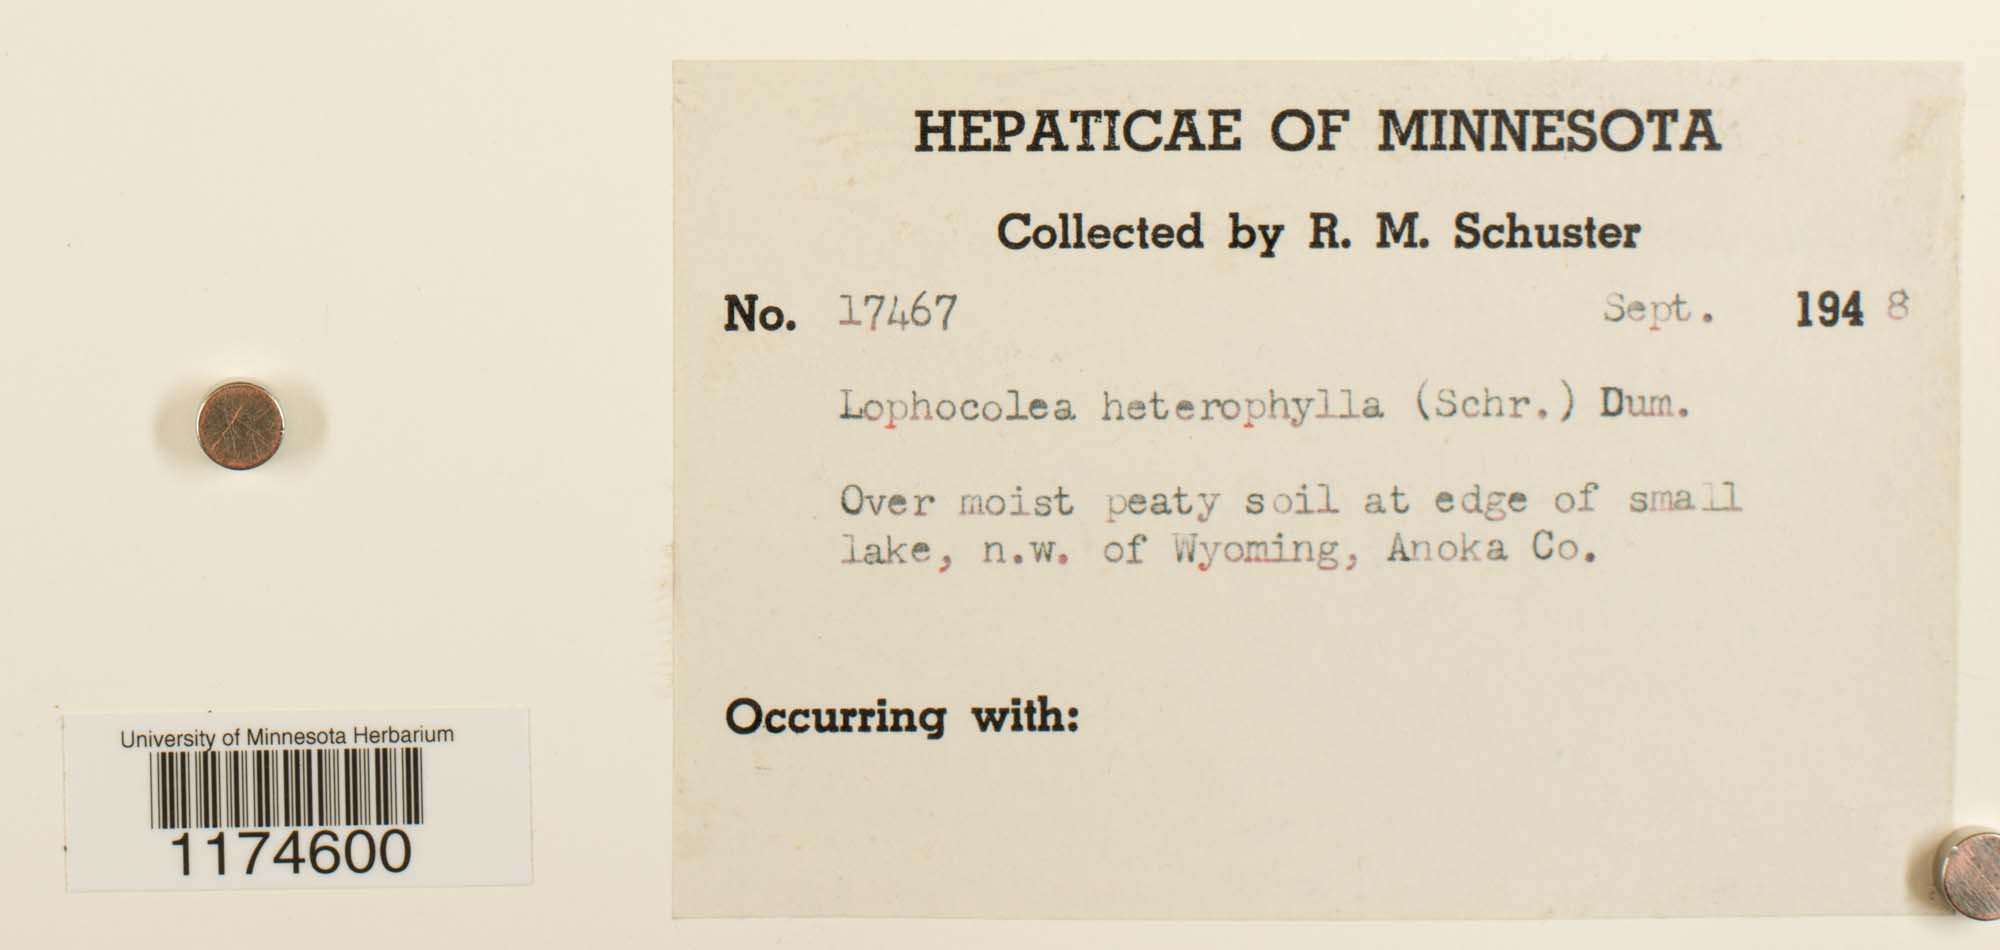 HEPATICAE OF MINNESOTA
Collected by R. M. Schuster
No. 17467 Sept. 1948
Lophocolea heterophylla (Schr.) Dum.
Over moist peaty soil at edge of small
lake, n.w. of Wyoming, Anoka Co.
Occurring with:
University of Minnesota Herbarium
1174600